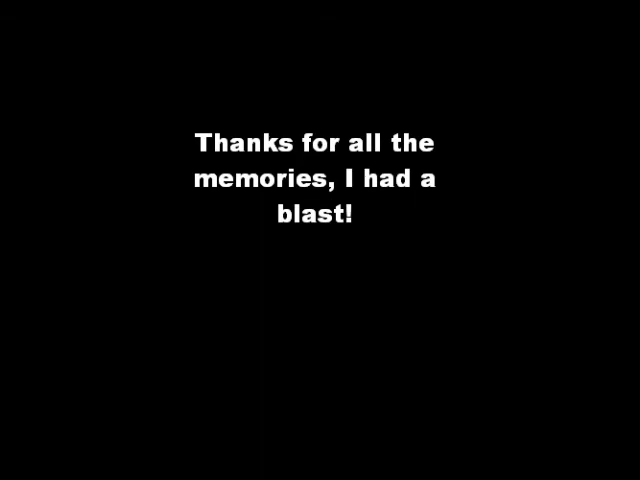 Thanks for all the
memories, I had a
blast!